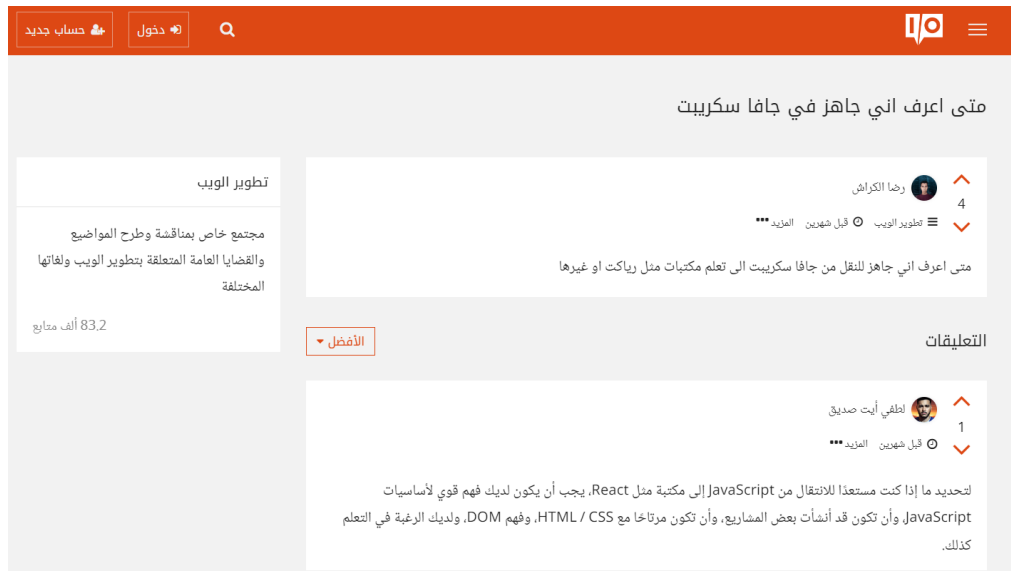 I/O
دخول
حساب جديد
متى اعرف اني جاهز في جافا سكريبت
رضا الكراش
4
تطوير الويب قبل شهرين المزيد •••
متى اعرف اني جاهز للنقل من جافا سكريبت الى تعلم مكتبات مثل رياكت او غيرها
تطوير الويب
مجتمع خاص بمناقشة وطرح المواضيع
والقضايا العامة المتعلقة بتطوير الويب ولغاتها
المختلفة
83,2 ألف متابع
التعليقات
الأفضل
لطفي أيت صديق
1
قبل شهرين المزيد •••
لتحديد ما إذا كنت مستعدًا للانتقال من JavaScript إلى مكتبة مثل React، يجب أن يكون لديك فهم قوي لأساسيات
JavaScript، وأن تكون قد أنشأت بعض المشاريع، وأن تكون مرتاحًا مع HTML / CSS، وفهم DOM، ولديك الرغبة في التعلم
كذلك.